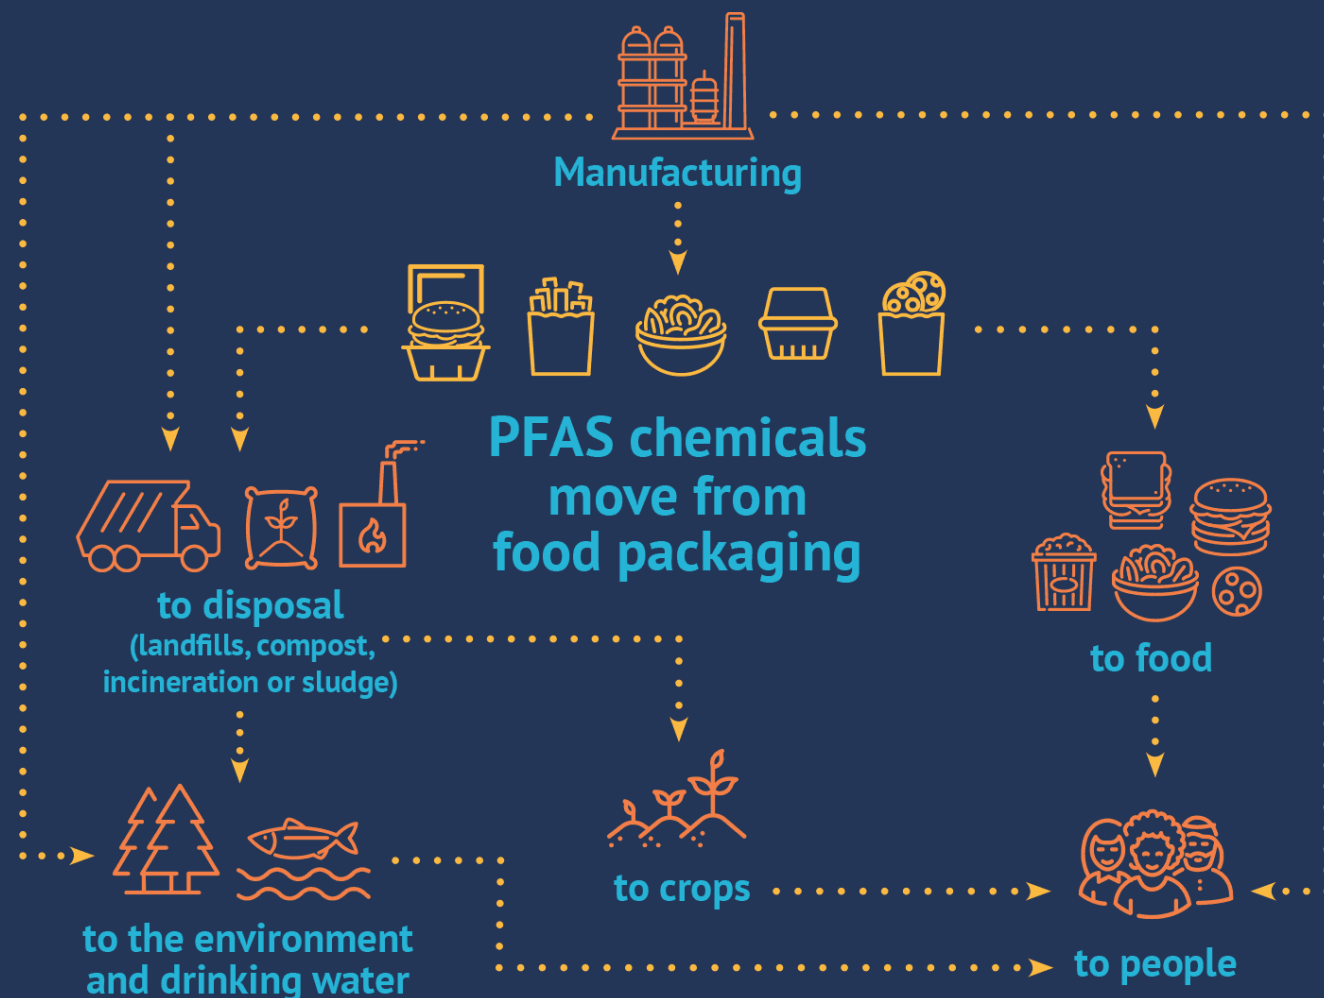 Manufacturing
PFAS chemicals
move from
food packaging
to disposal
(landfills, compost,
incineration or sludge)
to food
to crops
to the environment
and drinking water
to people